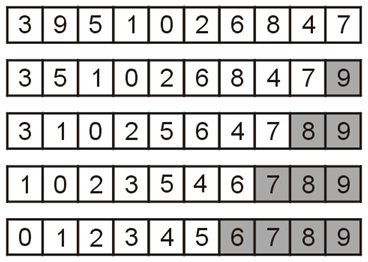 3 9 5 1 0 2 6 8 4 7
3 5 1 0 2 6 8 4 7 9
3 1 0 2 5 6 4 7 8 9
1 0 2 3 5 4 6 7 8 9
0 1 2 3 4 5 6 7 8 9